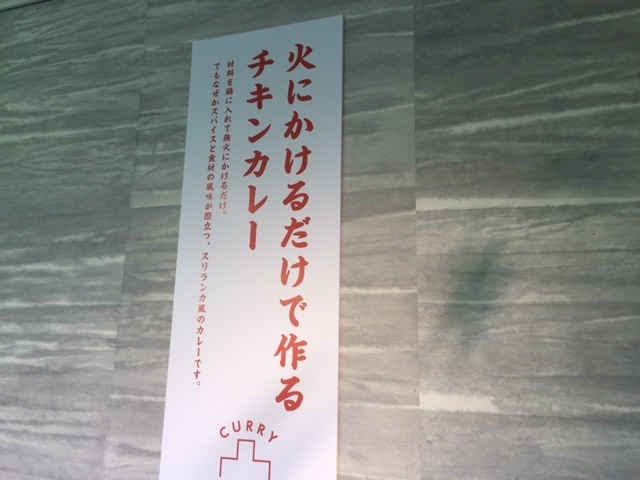 火にかけるだけで作る
チキンカレー
材料を鍋に入れて強火にかけるだけ。
でもなぜかスパイスと食材の風味が際立つ、スリランカ風のカレーです。
CURRY